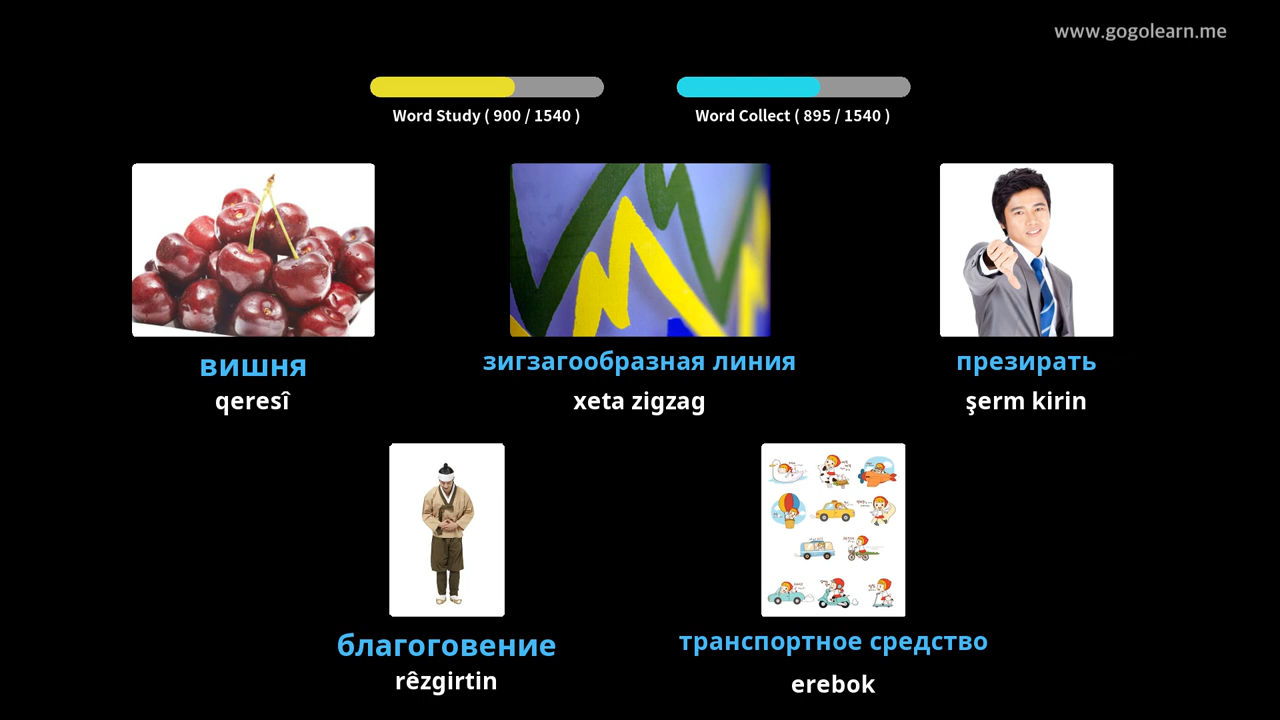 www.gogolearn.me
Word Study ( 900 / 1540 )
Word Collect ( 895 / 1540 )
вишня
qeresî
зигзагообразная линия
xeta zigzag
презирать
şerm kirin
благоговение
rêzgirtin
транспортное средство
erebok